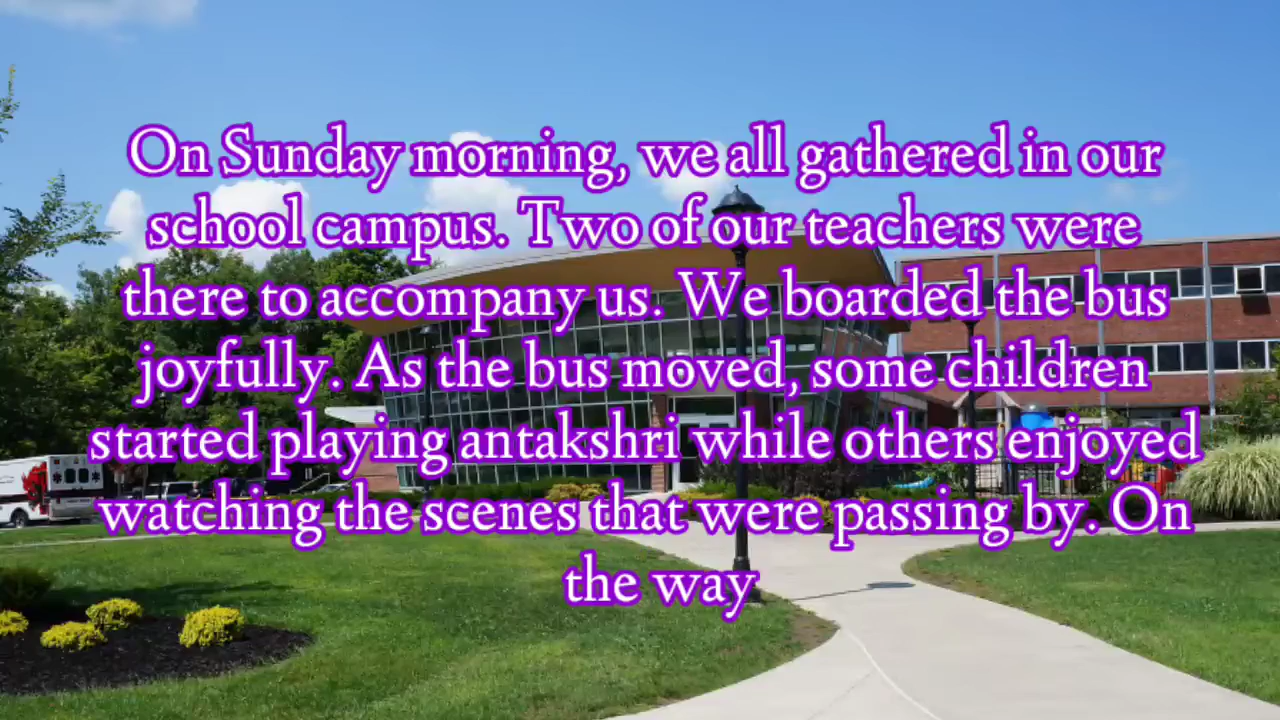 On Sunday morning, we all gathered in our
school campus. Two of our teachers were
there to accompany us. We boarded the bus
joyfully. As the bus moved, some children
started playing antakshri while others enjoyed
watching the scenes that were passing by. On
the way